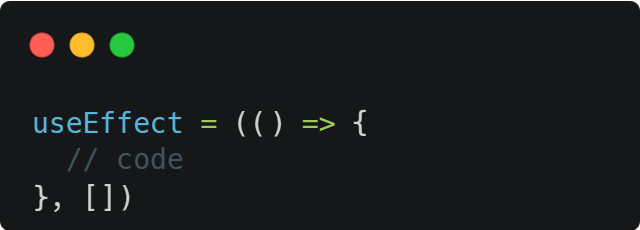 useEffect = (() => {
  // code
}, [])